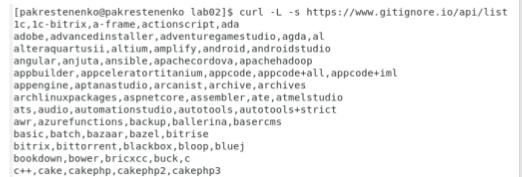 [pakrestenenko@pakrestenenko lab02]$ curl -L -s https://www.gitignore.io/api/list
1c,1c-bitrix,a-frame,actionscript,ada
adobe,advancedinstaller,adventuregamestudio,agda,al
alteraquartusii,altium,amplify,android,androidstudio
angular,anjuta,ansible,apachecordova,apachehadoop
appbuilder,appceleratortitanium,appcode,appcode+all,appcode+iml
appengine,aptanastudio,arcanist,archive,archives
archlinuxpackages,aspnetcore,assembler,ate,atmelstudio
ats,audio,automationstudio,autotools,autotools+strict
awr,azurefunctions,backup,ballerina,basercms
basic,batch,bazaar,bazel,bitrise
bitrix,bittorrent,blackbox,bloop,bluej
bookdown,bower,bricxcc,buck,c
c++,cake,cakephp,cakephp2,cakephp3